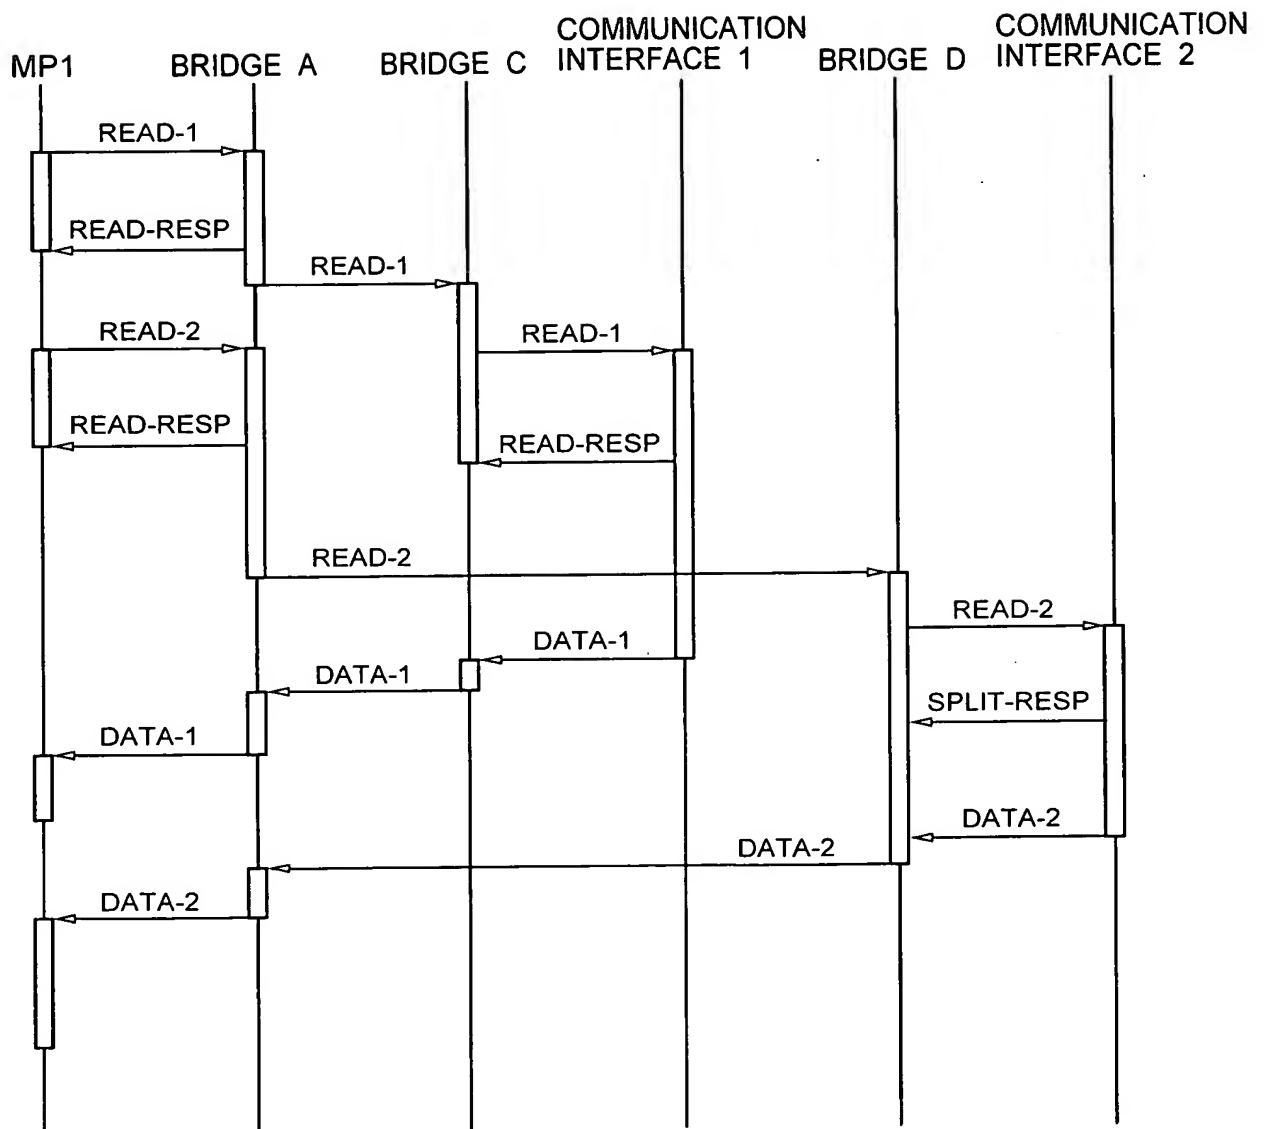 MP1
BRIDGE A
BRIDGE C
COMMUNICATION
INTERFACE 1
BRIDGE D
COMMUNICATION
INTERFACE 2
READ-1
READ-RESP
READ-1
READ-2
READ-1
READ-RESP
READ-RESP
READ-2
READ-2
DATA-1
DATA-1
SPLIT-RESP
DATA-1
DATA-2
DATA-2
DATA-2